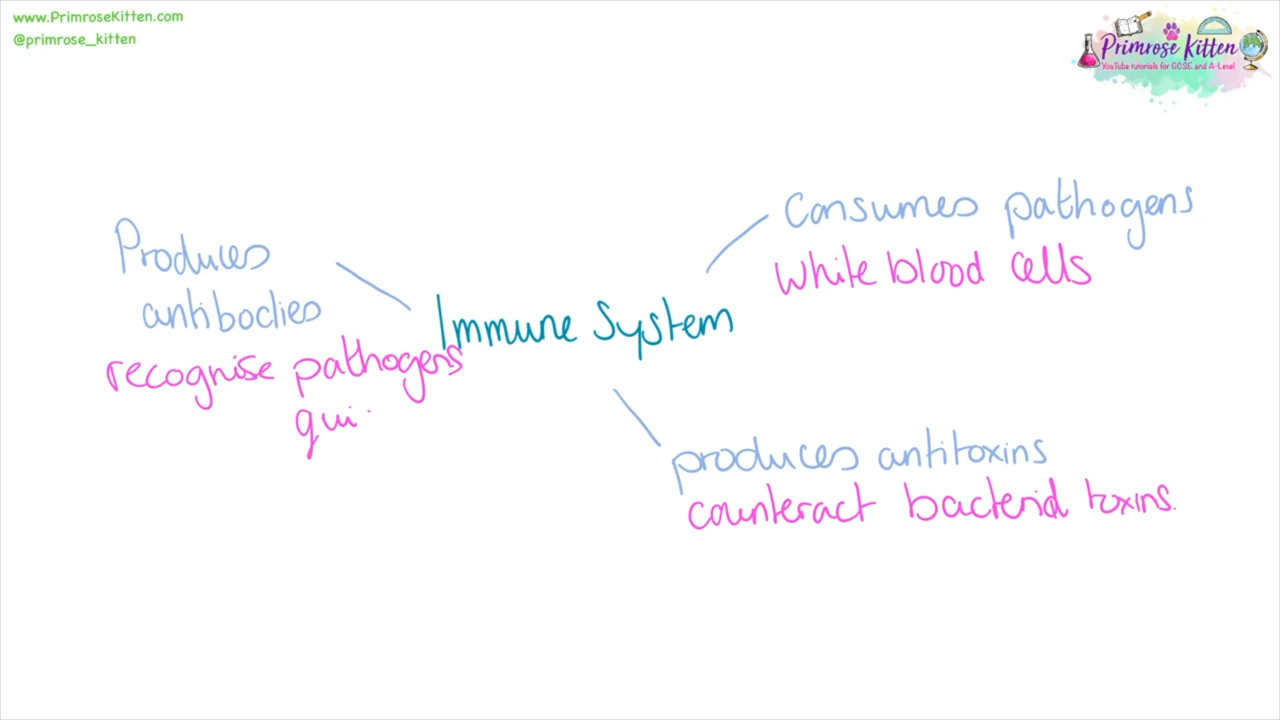 www.PrimroseKitten.com
@primrose_kitten
Primrose Kitten
YouTube tutorials for GCSE and A-Level
Produces
antibodies
recognise pathogens
qui
Immune System
Consumes pathogens
White blood cells
produces antitoxins
counteract bacterial toxins.